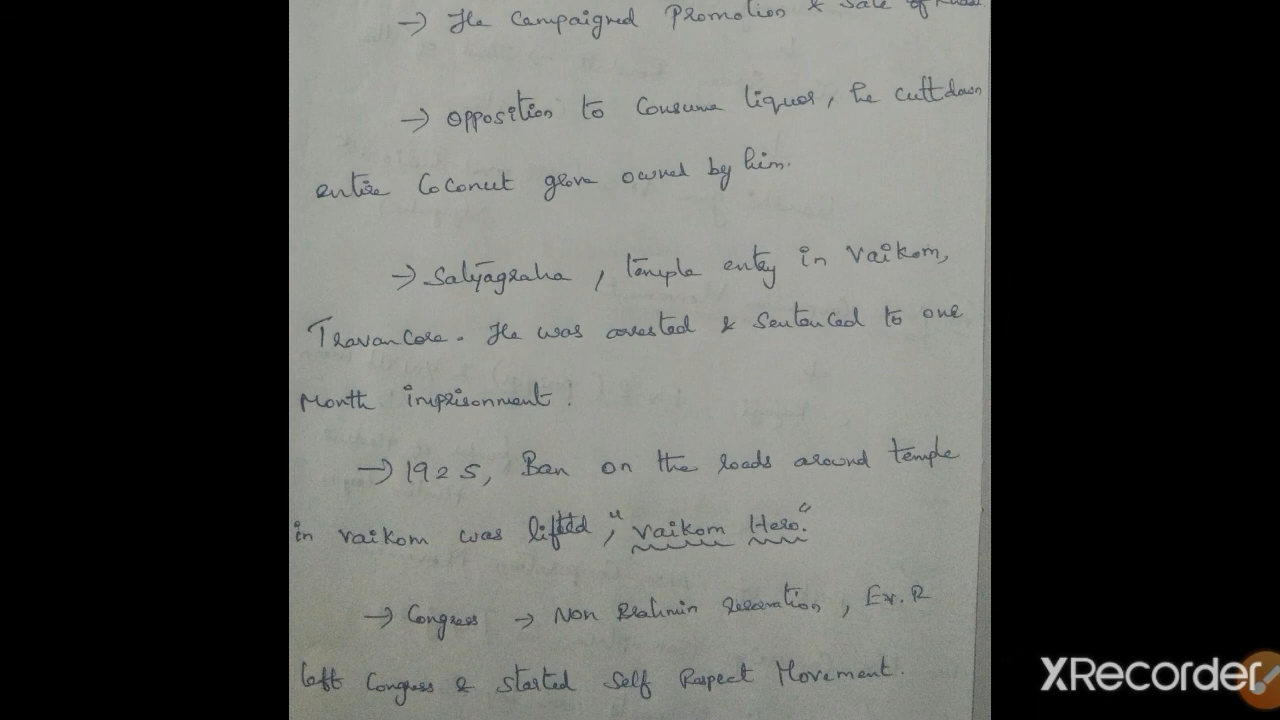 → He Campaigned Promotion & Sale of
→ opposition to Consume liquor, he cuttdown
entire Coconut grove owned by him.
→ Satyagraha, temple entry in Vaikom,
Travancore. He was arrested & Sentenced to one
Month imprisonment!
→ 1925, Ban on the roads around temple
in Vaikom was lifted, "Vaikom Hero."
→ Congress → Non Brahmin reservation, Ev.R
left Congress & started Self Respect Movement.
XRecorder